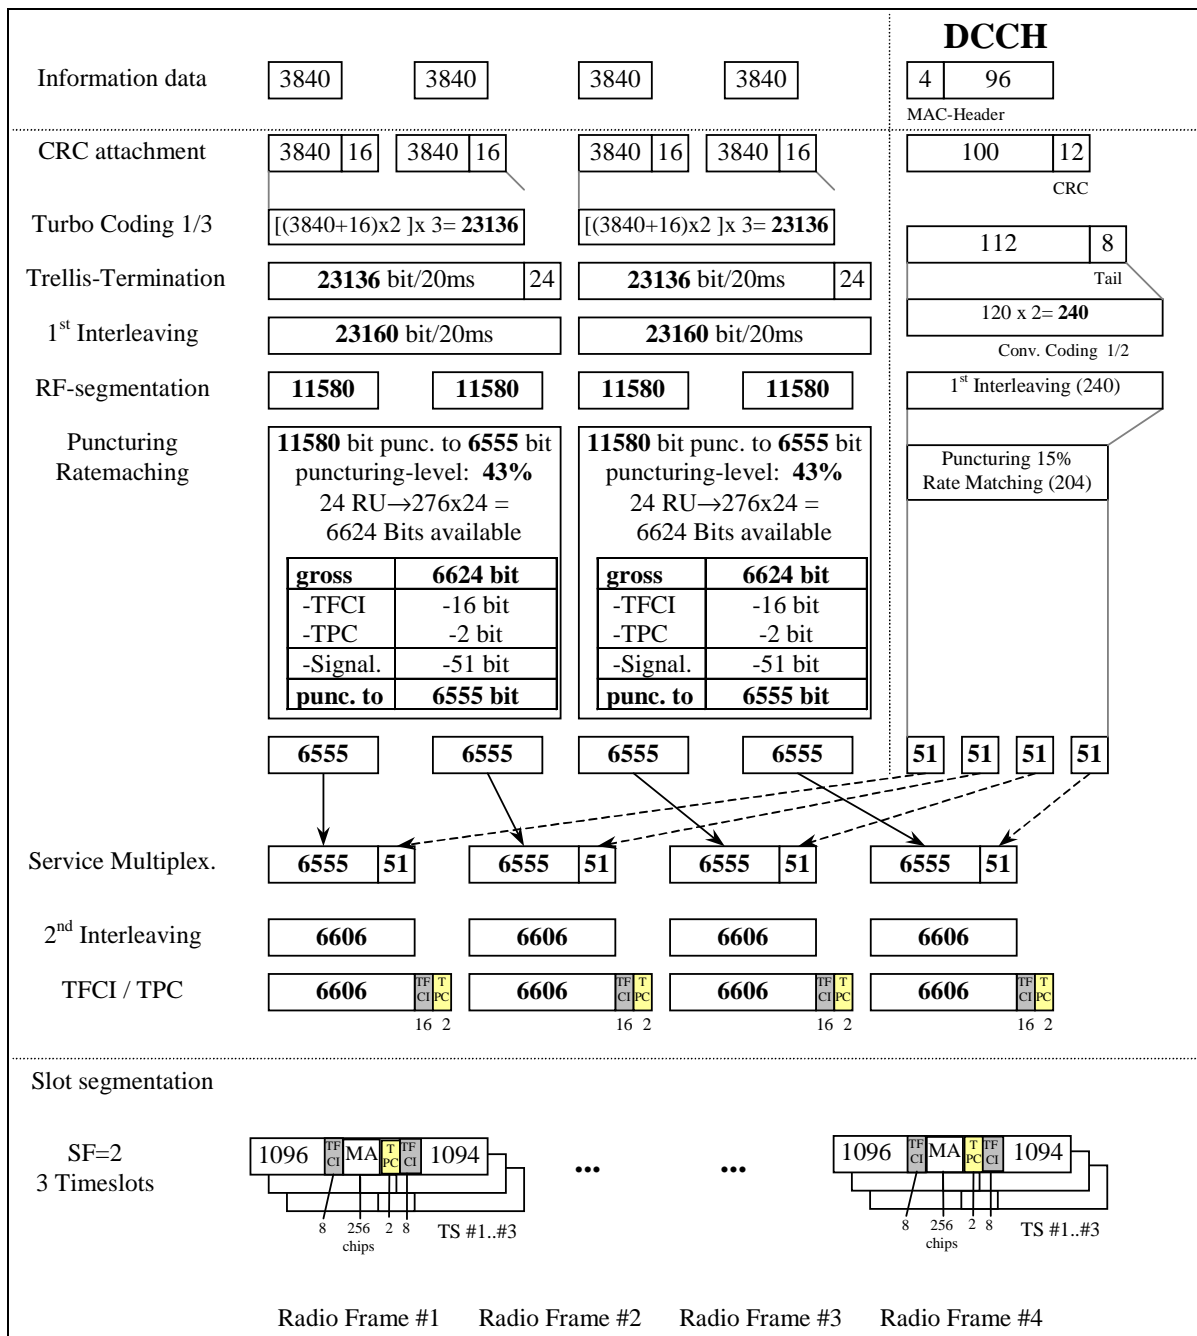 DCCH
Information data 3840 3840 3840 3840 4 96
MAC-Header
CRC attachment 3840 16 3840 16 3840 16 3840 16 100 12
CRC
Turbo Coding 1/3 [(3840+16)x2 ]x 3= 23136 [(3840+16)x2 ]x 3= 23136 112 8
Trellis-Termination 23136 bit/20ms 24 23136 bit/20ms 24 Tail
120 x 2= 240
1st Interleaving 23160 bit/20ms 23160 bit/20ms Conv. Coding 1/2
RF-segmentation 11580 11580 11580 11580 1st Interleaving (240)
Puncturing
Ratemaching
11580 bit punc. to 6555 bit
puncturing-level: 43%
24 RU→276x24 =
6624 Bits available
gross 6624 bit
-TFCI -16 bit
-TPC -2 bit
-Signal. -51 bit
punc. to 6555 bit
11580 bit punc. to 6555 bit
puncturing-level: 43%
24 RU→276x24 =
6624 Bits available
gross 6624 bit
-TFCI -16 bit
-TPC -2 bit
-Signal. -51 bit
punc. to 6555 bit
Puncturing 15%
Rate Matching (204)
6555 6555 6555 6555 51 51 51 51
Service Multiplex. 6555 51 6555 51 6555 51 6555 51
2nd Interleaving 6606 6606 6606 6606
TFCI / TPC 6606 TF CI T PC 6606 TF CI T PC 6606 TF CI T PC 6606 TF CI T PC
16 2 16 2 16 2 16 2
Slot segmentation
SF=2
3 Timeslots
1096 TF CI MA T PC TF CI 1094 ... ... 1096 TF CI MA T PC TF CI 1094
8 256 2 8 TS #1..#3 8 256 2 8 TS #1..#3
chips chips
Radio Frame #1 Radio Frame #2 Radio Frame #3 Radio Frame #4